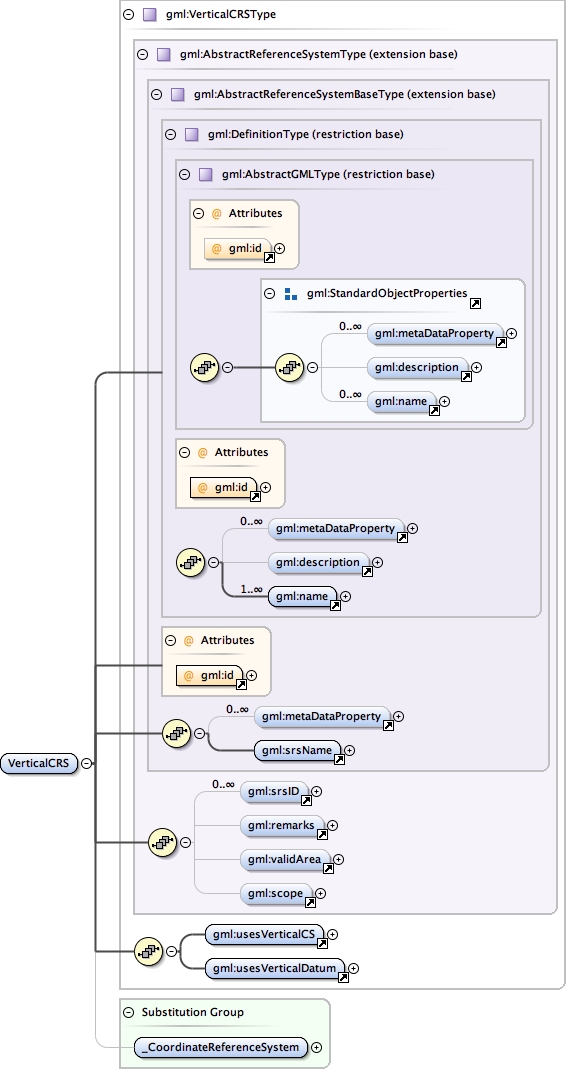 gml:VerticalCRSType
gml:AbstractReferenceSystemType (extension base)
gml:AbstractReferenceSystemBaseType (extension base)
gml:DefinitionType (restriction base)
gml:AbstractGMLType (restriction base)
@ Attributes
@ gml:id
gml:StandardObjectProperties
0..∞
gml:metaDataProperty
gml:description
0..∞
gml:name
@ Attributes
@ gml:id
0..∞
gml:metaDataProperty
gml:description
1..∞
gml:name
@ Attributes
@ gml:id
0..∞
gml:metaDataProperty
gml:srsName
VerticalCRS
0..∞
gml:srsID
gml:remarks
gml:validArea
gml:scope
gml:usesVerticalCS
gml:usesVerticalDatum
Substitution Group
_CoordinateReferenceSystem